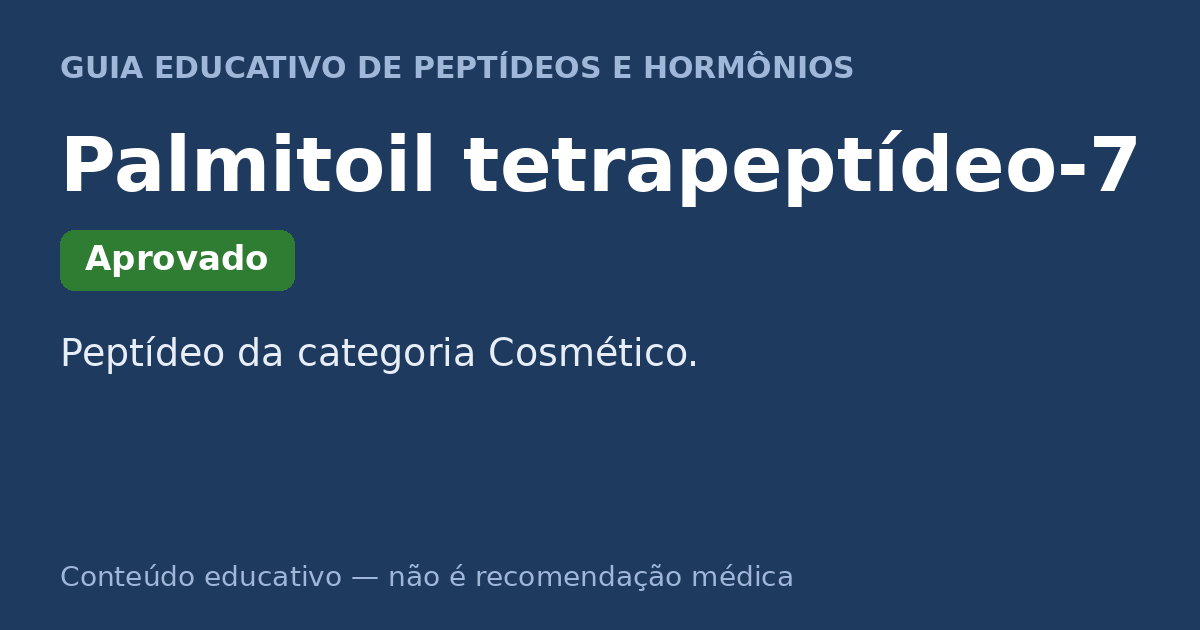 GUIA EDUCATIVO DE PEPTÍDEOS E HORMÔNIOS
Palmitoil tetrapeptídeo-7
Aprovado
Peptídeo da categoria Cosmético.
Conteúdo educativo — não é recomendação médica